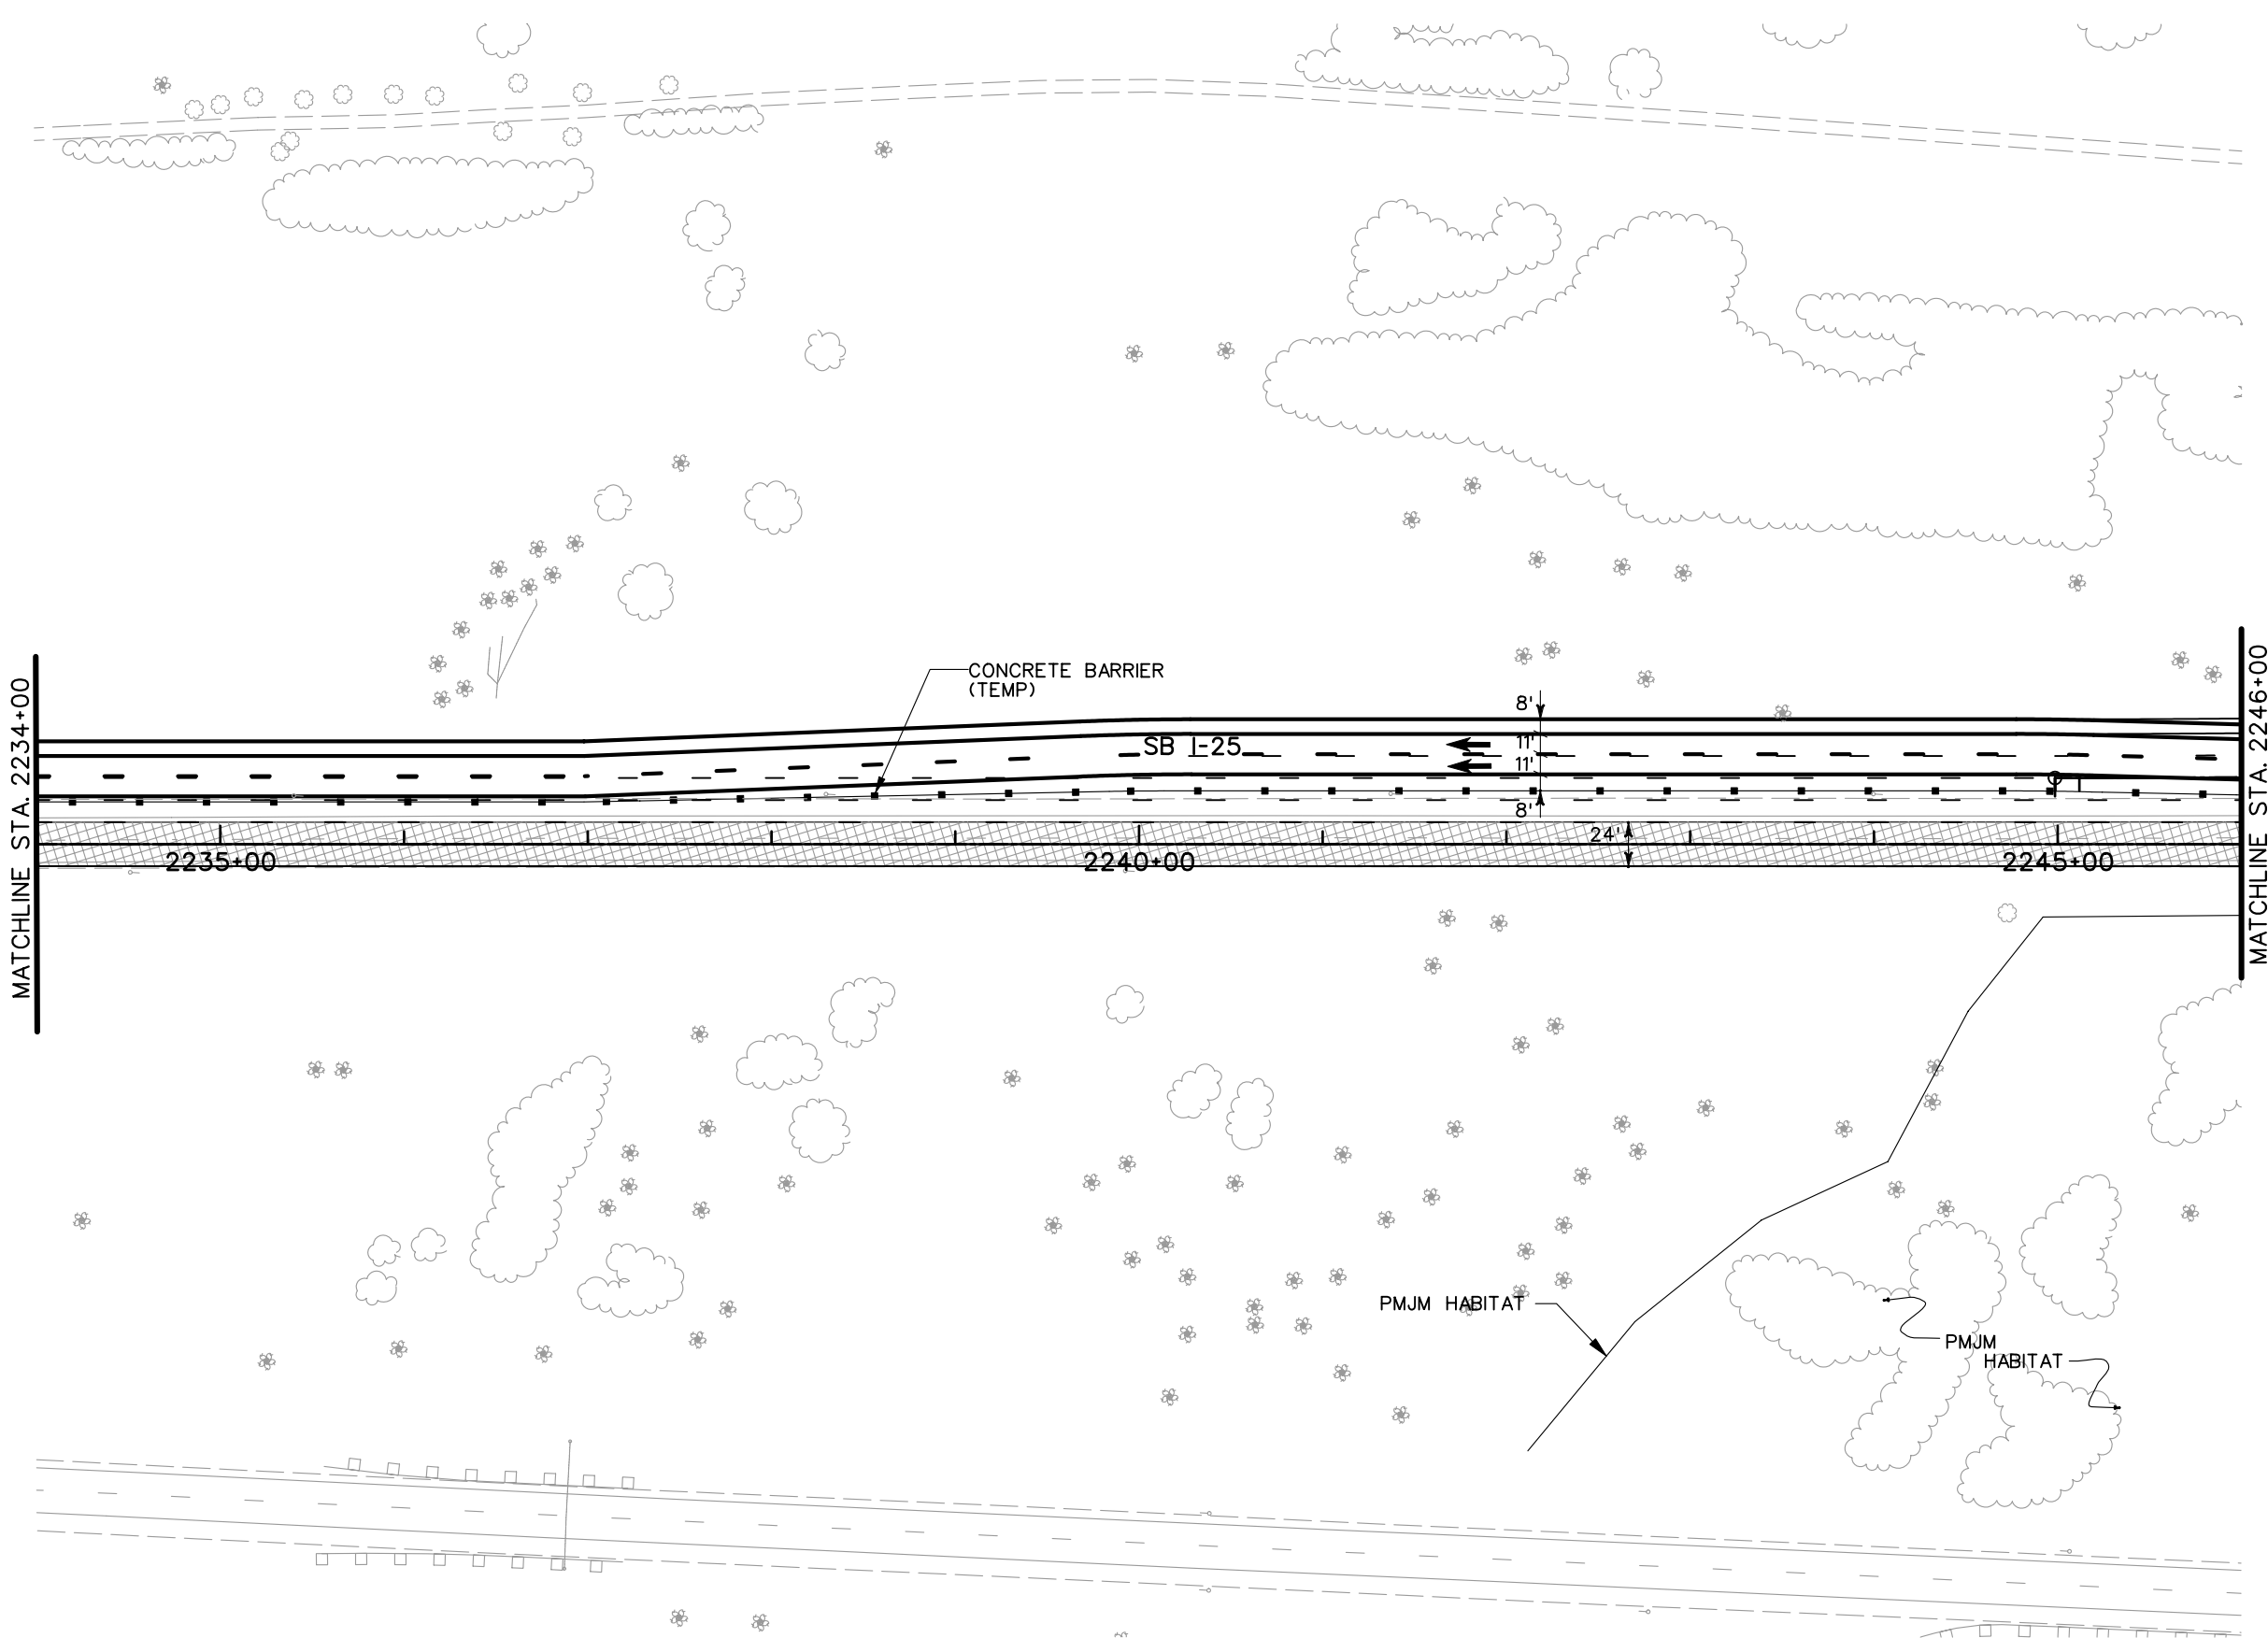 MATCHLINE STA. 2234+00
CONCRETE BARRIER
(TEMP)
SB I-25
8'
11'
11'
8'
24'
2235+00
2240+00
2245+00
MATCHLINE STA. 2246+00
PMJM HABITAT
PMJM
HABITAT